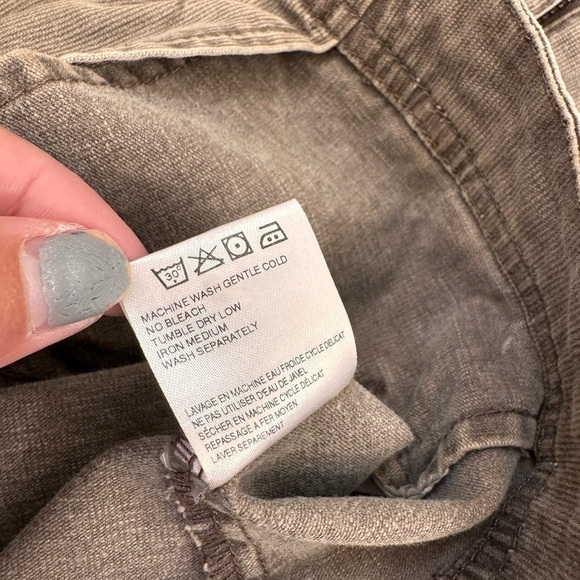 30°
MACHINE WASH GENTLE COLD
NO BLEACH
TUMBLE DRY LOW
IRON MEDIUM
WASH SEPARATELY
LAVAGE EN MACHINE EAU FROIDE CYCLE DELICAT
NE PAS UTILISER D'EAU DE JAVEL
SÉCHER EN MACHINE CYCLE DÉLICAT
REPASSAGE A FER MOYEN
LAVER SEPAREMENT